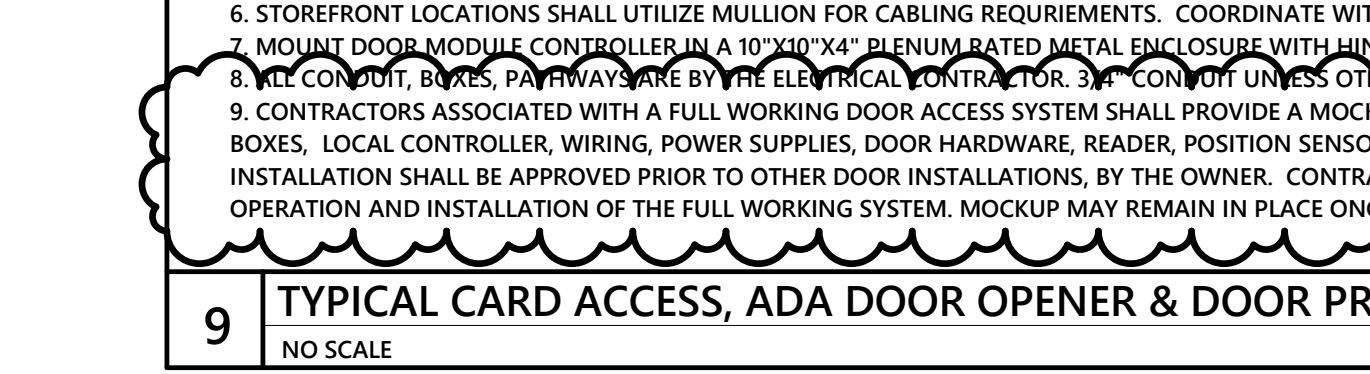 6. STOREFRONT LOCATIONS SHALL UTILIZE MULLION FOR CABLING REQURIEMENTS.  COORDINATE WIT
7. MOUNT DOOR MODULE CONTROLLER IN A 10"X10"X4" PLENUM RATED METAL ENCLOSURE WITH HIN
8. ALL CONDUIT, BOXES, PATHWAYS ARE BY THE ELECTRICAL CONTRACTOR. 3/4" CONDUIT UNLESS OT
9. CONTRACTORS ASSOCIATED WITH A FULL WORKING DOOR ACCESS SYSTEM SHALL PROVIDE A MOCK
BOXES,  LOCAL CONTROLLER, WIRING, POWER SUPPLIES, DOOR HARDWARE, READER, POSITION SENSO
INSTALLATION SHALL BE APPROVED PRIOR TO OTHER DOOR INSTALLATIONS, BY THE OWNER.  CONTRA
OPERATION AND INSTALLATION OF THE FULL WORKING SYSTEM. MOCKUP MAY REMAIN IN PLACE ONC
9
TYPICAL CARD ACCESS, ADA DOOR OPENER & DOOR PR
NO SCALE